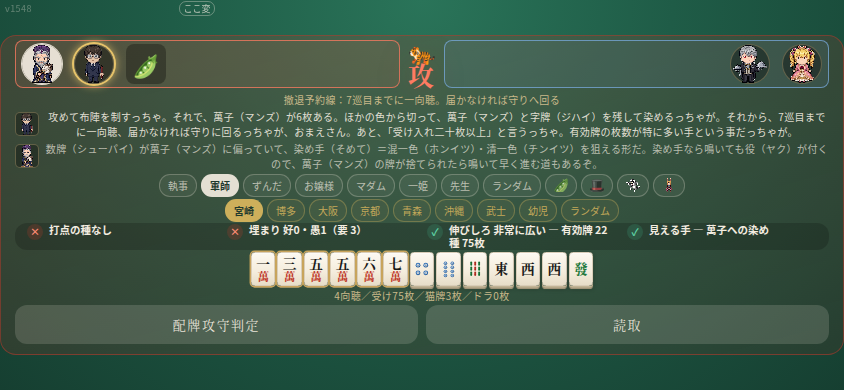 v1548
ここ変
攻
撤退予約線：7巡目までに一向聴。届かなければ守りへ回る
攻めて布陣を制すっちゃ。それで、萬子（マンズ）が6枚ある。ほかの色から切って、萬子（マンズ）と字牌（ジハイ）を残して染めるっちゃが。それから、7巡目まで
に一向聴、届かなければ守りに回るっちゃが、おまえさん。あと、「受け入れ二十枚以上」と言うっちゃ。有効牌の枚数が特に多い手という事だっちゃが。
数牌（シューパイ）が萬子（マンズ）に偏っていて、染め手（そめて）＝混一色（ホンイツ）・清一色（チンイツ）を狙える形だ。染め手なら鳴いても役（ヤク）が付く
ので、萬子（マンズ）の牌が捨てられたら鳴いて早く進む道もあるぞ。
執事 軍師 ずんだ お嬢様 マダム 一姫 先生 ランダム
宮崎 博多 大阪 京都 青森 沖縄 武士 幼児 ランダム
✕ 打点の種なし
✕ 埋まり 好0・愚1（要 3）
✓ 伸びしろ 非常に広い ─ 有効牌 22
種 75枚
✓ 見える手 ─ 萬子への染め
一萬 三萬 五萬 五萬 六萬 七萬 東 西 西 發
4向聴／受け75枚／猫牌3枚／ドラ0枚
配牌攻守判定
読取